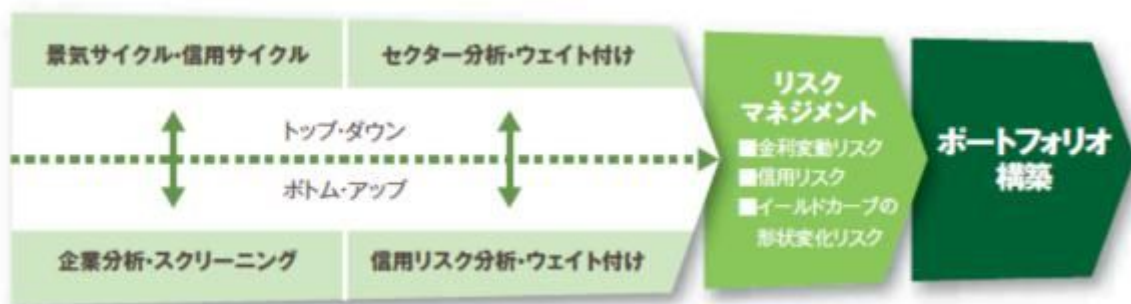 景気サイクル・信用サイクル
セクター分析・ウェイト付け
トップ・ダウン
ボトム・アップ
企業分析・スクリーニング
信用リスク分析・ウェイト付け
リスク
マネジメント
■金利変動リスク
■信用リスク
■イールドカーブの
形状変化リスク
ポートフォリオ
構築